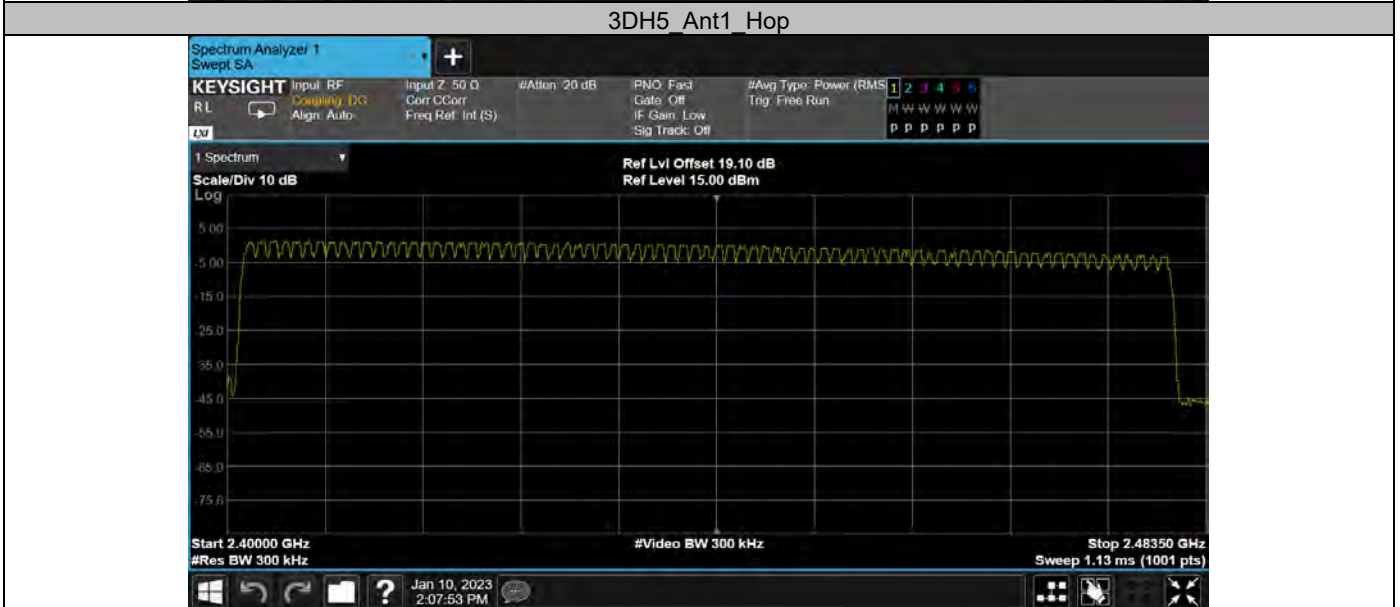 3DH5_Ant1_Hop
Spectrum Analyzer 1
Swept SA
KEYSIGHT
R L
LXI
Input: RF
Coupling: DC
Align: Auto
Input Z: 50 Ω
Corr CCorr
Freq Ref: Int (S)
#Atten: 20 dB
PNO: Fast
Gate: Off
IF Gain: Low
Sig Track: Off
#Avg Type: Power (RMS
Trig: Free Run
1 2 3 4 5 6
M W W W W W
P P P P P P
1 Spectrum
Scale/Div 10 dB
Ref Lvl Offset 19.10 dB
Ref Level 15.00 dBm
Log
5.00
-5.00
-15.0
-25.0
-35.0
-45.0
-55.0
-65.0
-75.0
Start 2.40000 GHz
#Res BW 300 kHz
#Video BW 300 kHz
Stop 2.48350 GHz
Sweep 1.13 ms (1001 pts)
?
Jan 10, 2023
2:07:53 PM